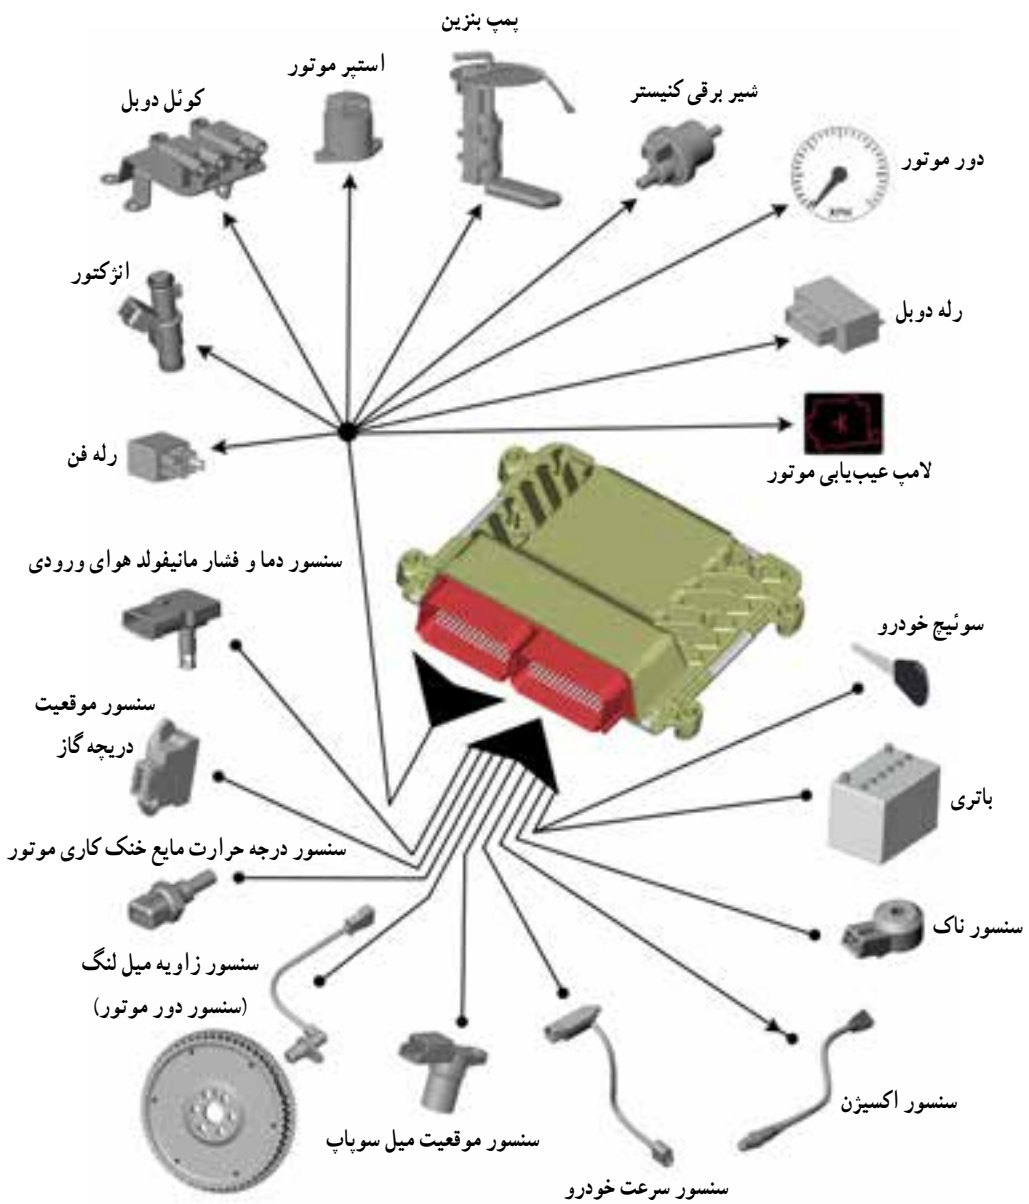 پمپ بنزین
استپر موتور
شیر برقی کنیستر
کوئل دوبل
دور موتور
RPM
انژکتور
رله دوبل
رله فن
لامپ عیب‌یابی موتور
سنسور دما و فشار مانیفولد هوای ورودی
سوئیچ خودرو
سنسور موقعیت
دریچه گاز
باتری
سنسور درجه حرارت مایع خنک کاری موتور
سنسور ناک
سنسور زاویه میل لنگ
(سنسور دور موتور)
سنسور اکسیژن
سنسور موقعیت میل سوپاپ
سنسور سرعت خودرو